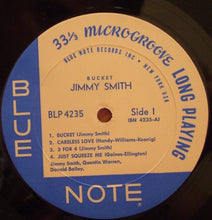 33⅓ MICROGROOVE LONG PLAYING
BLUE NOTE RECORDS INC • NEW YORK USA
BUCKET
JIMMY SMITH
BLP 4235
Side 1
(BN 4235-A)
1. BUCKET (Jimmy Smith)
2. CARELESS LOVE (Handy-Williams-Koenig)
3. 3 FOR 4 (Jimmy Smith)
4. JUST SQUEEZE ME (Gaines-Ellington)
Jimmy Smith, Quentin Warren,
Donald Bailey.
BLUE
NOTE